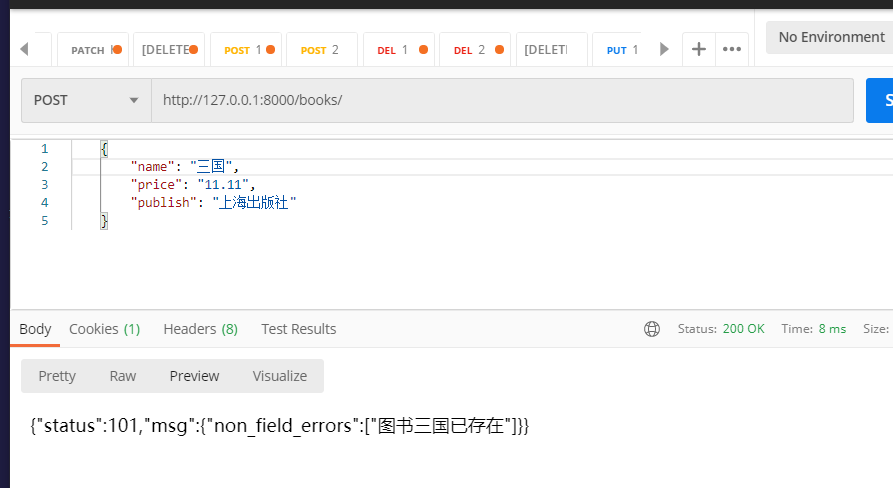 No Environment
PATCH [DELETE POST 1 POST 2 DEL 1 DEL 2 [DELETI PUT 1
POST http://127.0.0.1:8000/books/ S
1 {
2 "name": "三国",
3 "price": "11.11",
4 "publish": "上海出版社"
5 }
Body Cookies (1) Headers (8) Test Results Status: 200 OK Time: 8 ms Size:
Pretty Raw Preview Visualize
{"status":101,"msg":{"non_field_errors":["图书三国已存在"]}}